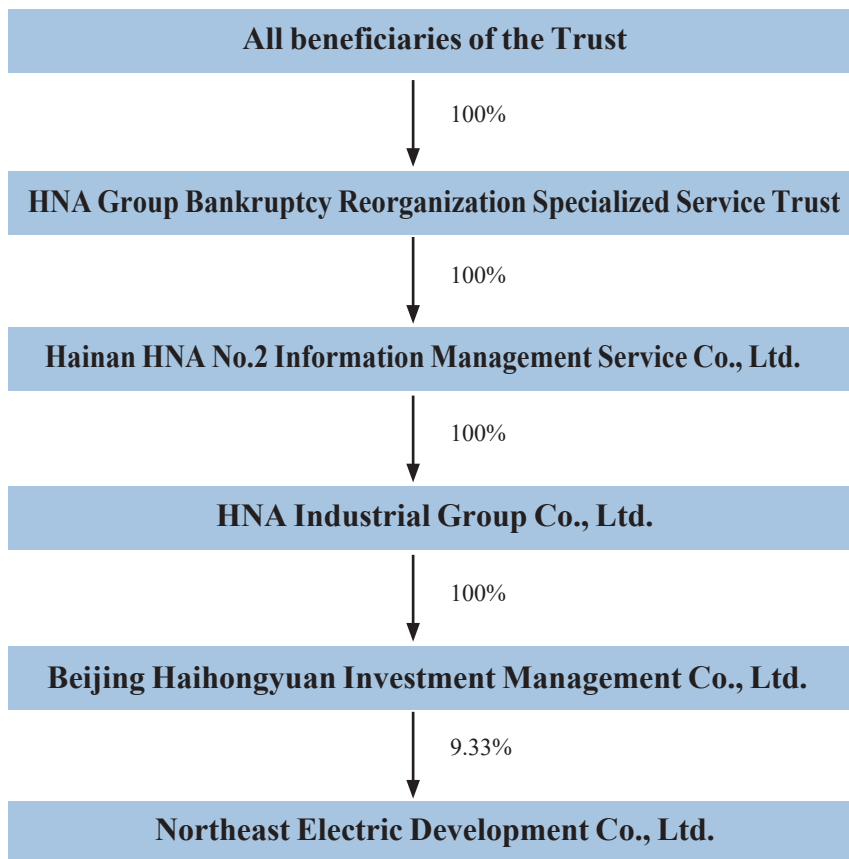 All beneficiaries of the Trust
100%
HNA Group Bankruptcy Reorganization Specialized Service Trust
100%
Hainan HNA No.2 Information Management Service Co., Ltd.
100%
HNA Industrial Group Co., Ltd.
100%
Beijing Haihongyuan Investment Management Co., Ltd.
9.33%
Northeast Electric Development Co., Ltd.